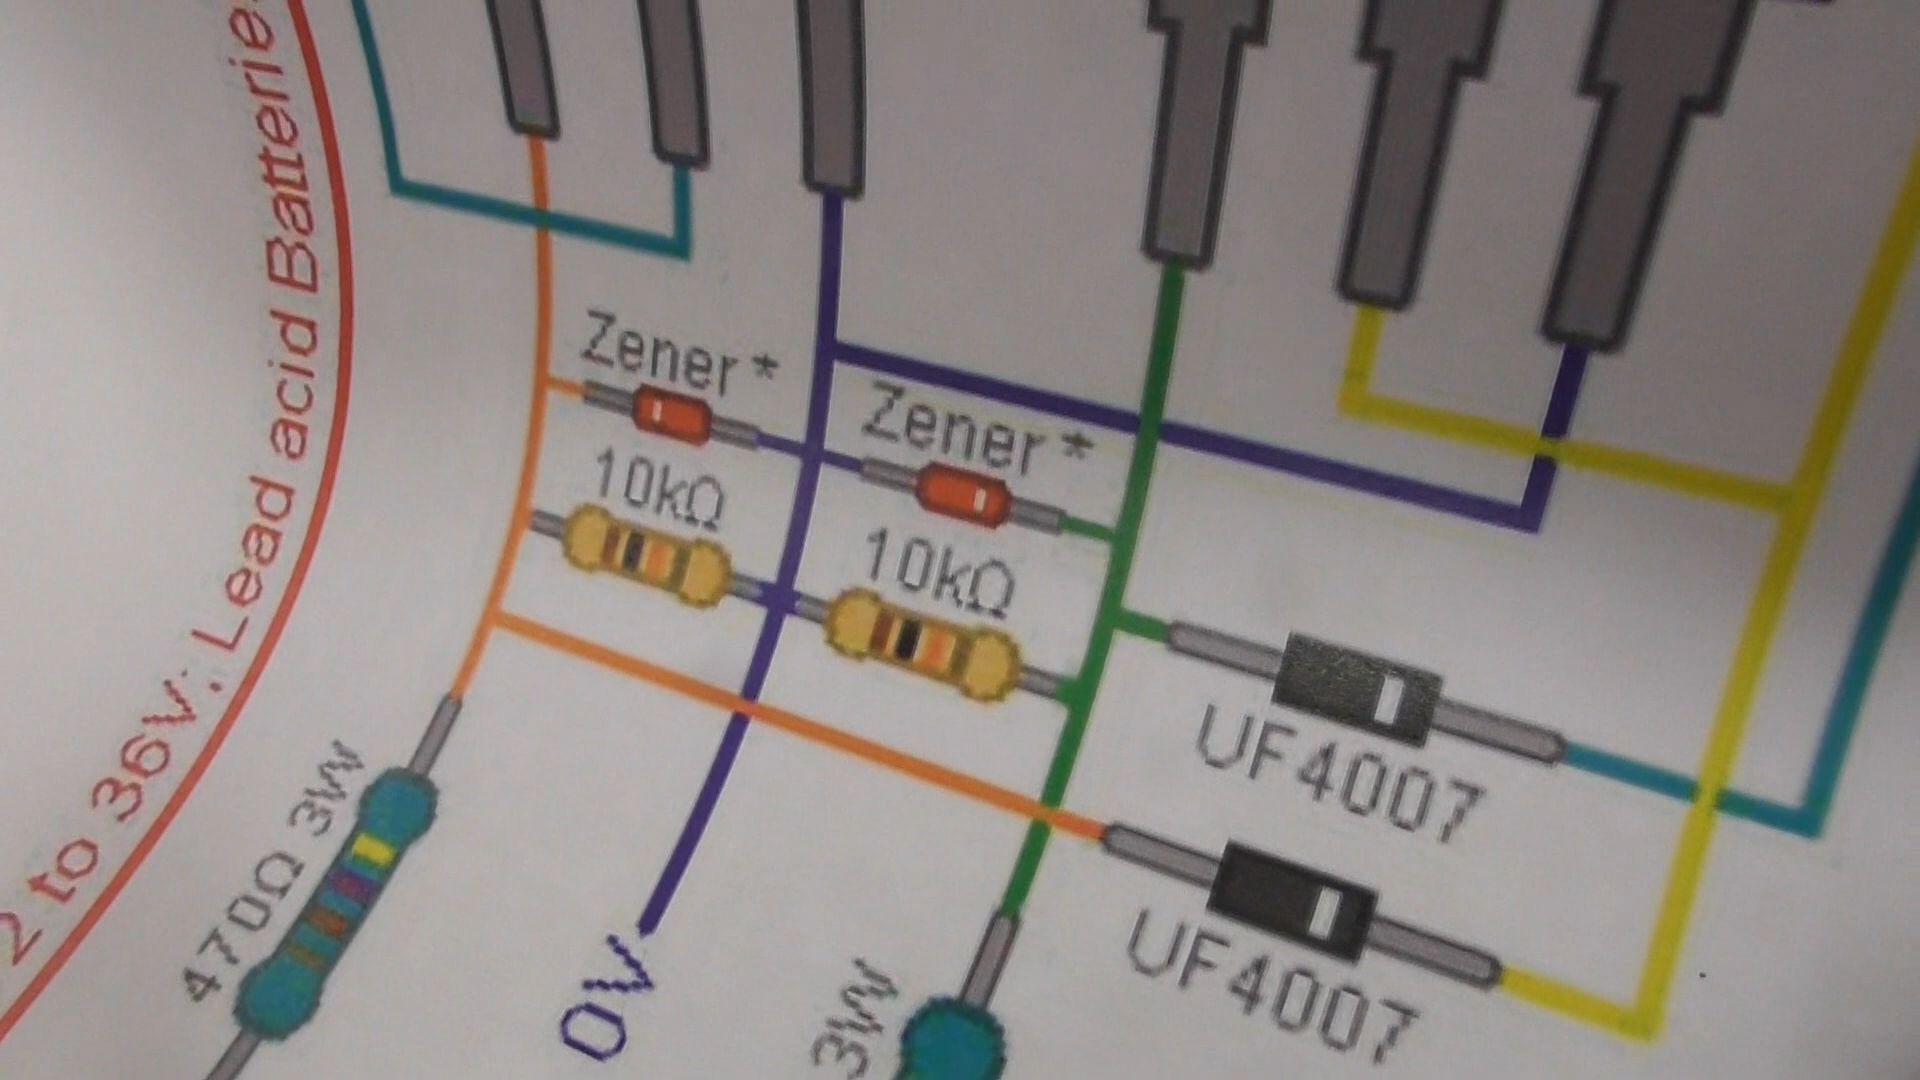 2 to 36V: Lead acid Batterie
Zener *
Zener *
10kΩ
10kΩ
UF4007
UF4007
470Ω 3W
0V
3W